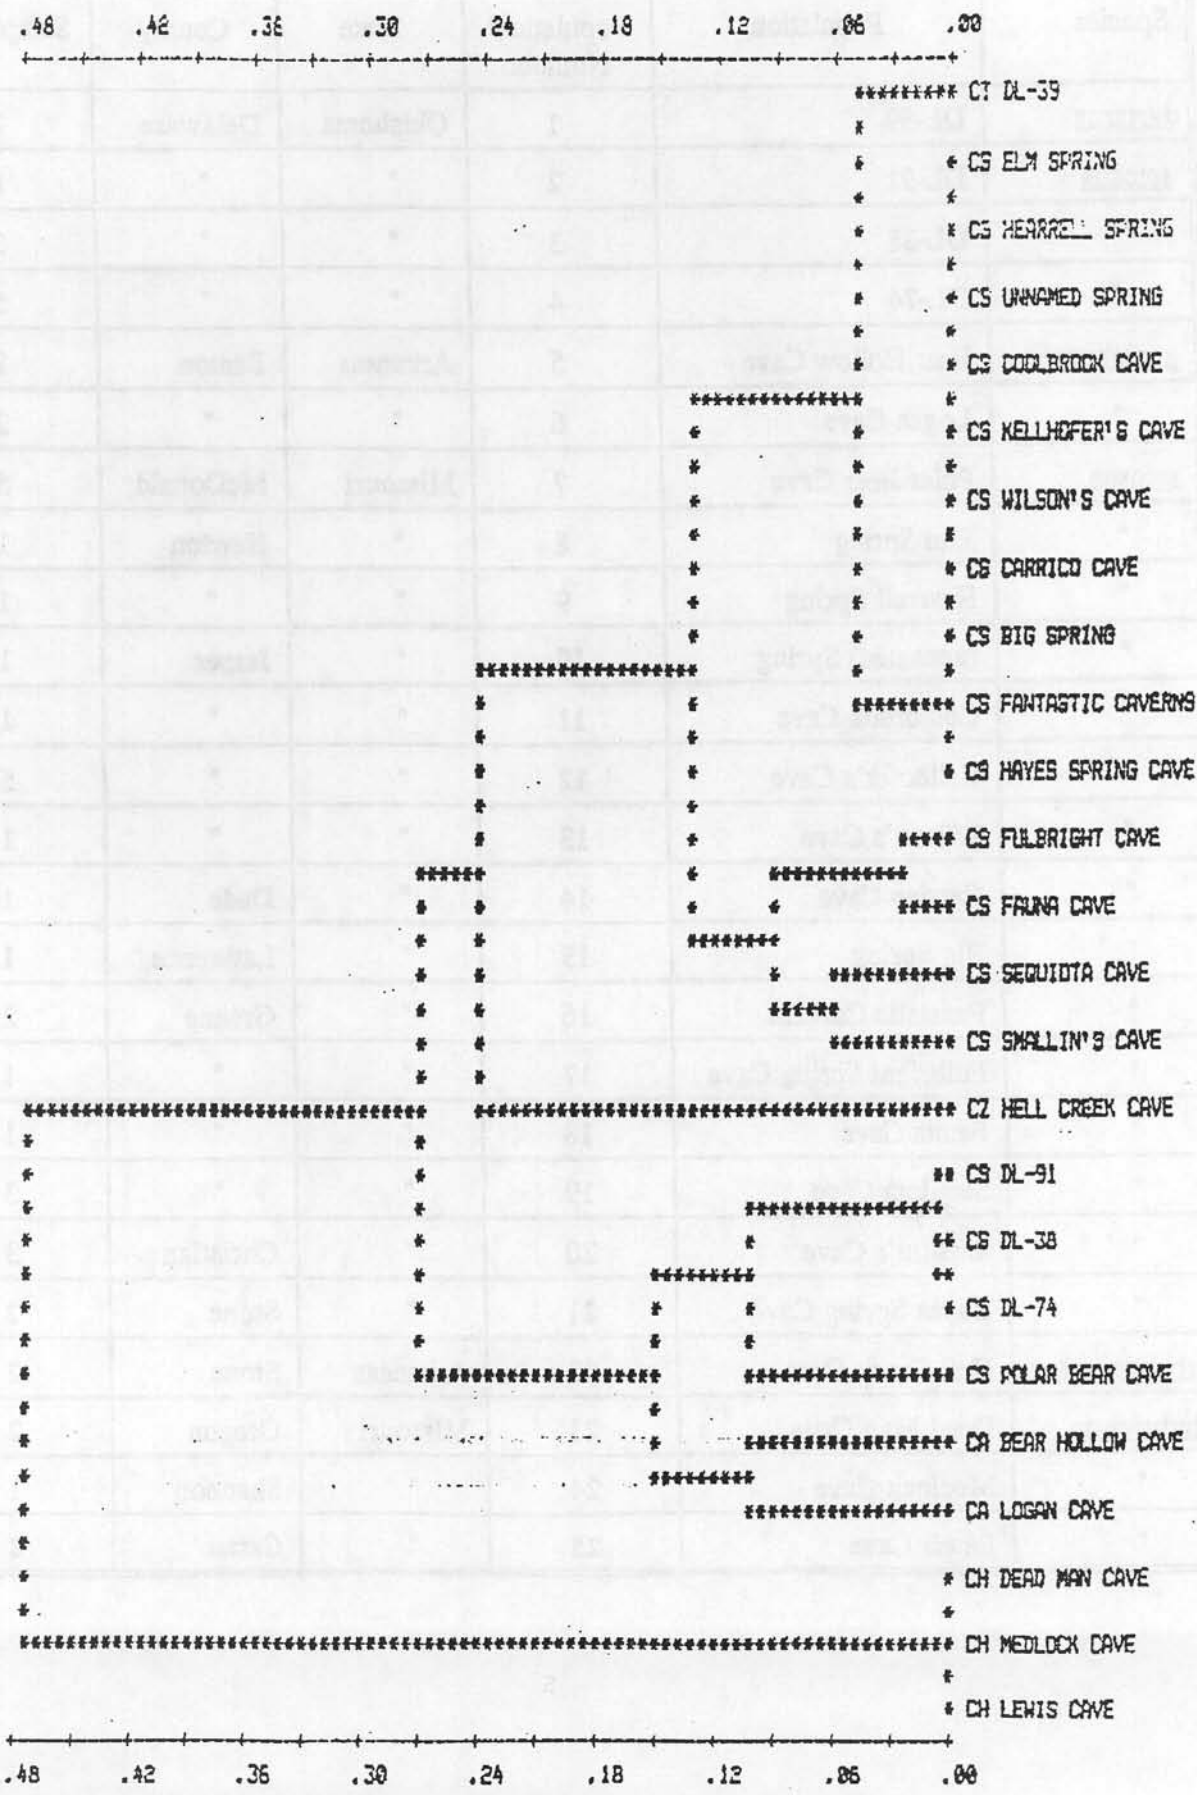 .48 .42 .36 .30 .24 .18 .12 .06 .00
CT DL-39
CS ELM SPRING
CS HEARRELL SPRING
CS UNNAMED SPRING
CS COOLBROOK CAVE
CS KELLHOFER'S CAVE
CS WILSON'S CAVE
CS CARRICO CAVE
CS BIG SPRING
CS FANTASTIC CAVERNS
CS HAYES SPRING CAVE
CS FULBRIGHT CAVE
CS FAUNA CAVE
CS SEQUIOTA CAVE
CS SMALLIN'S CAVE
CZ HELL CREEK CAVE
CS DL-91
CS DL-38
CS DL-74
CS POLAR BEAR CAVE
CA BEAR HOLLOW CAVE
CA LOGAN CAVE
CH DEAD MAN CAVE
CH MEDLOCK CAVE
CH LEWIS CAVE
.48 .42 .36 .30 .24 .18 .12 .06 .00